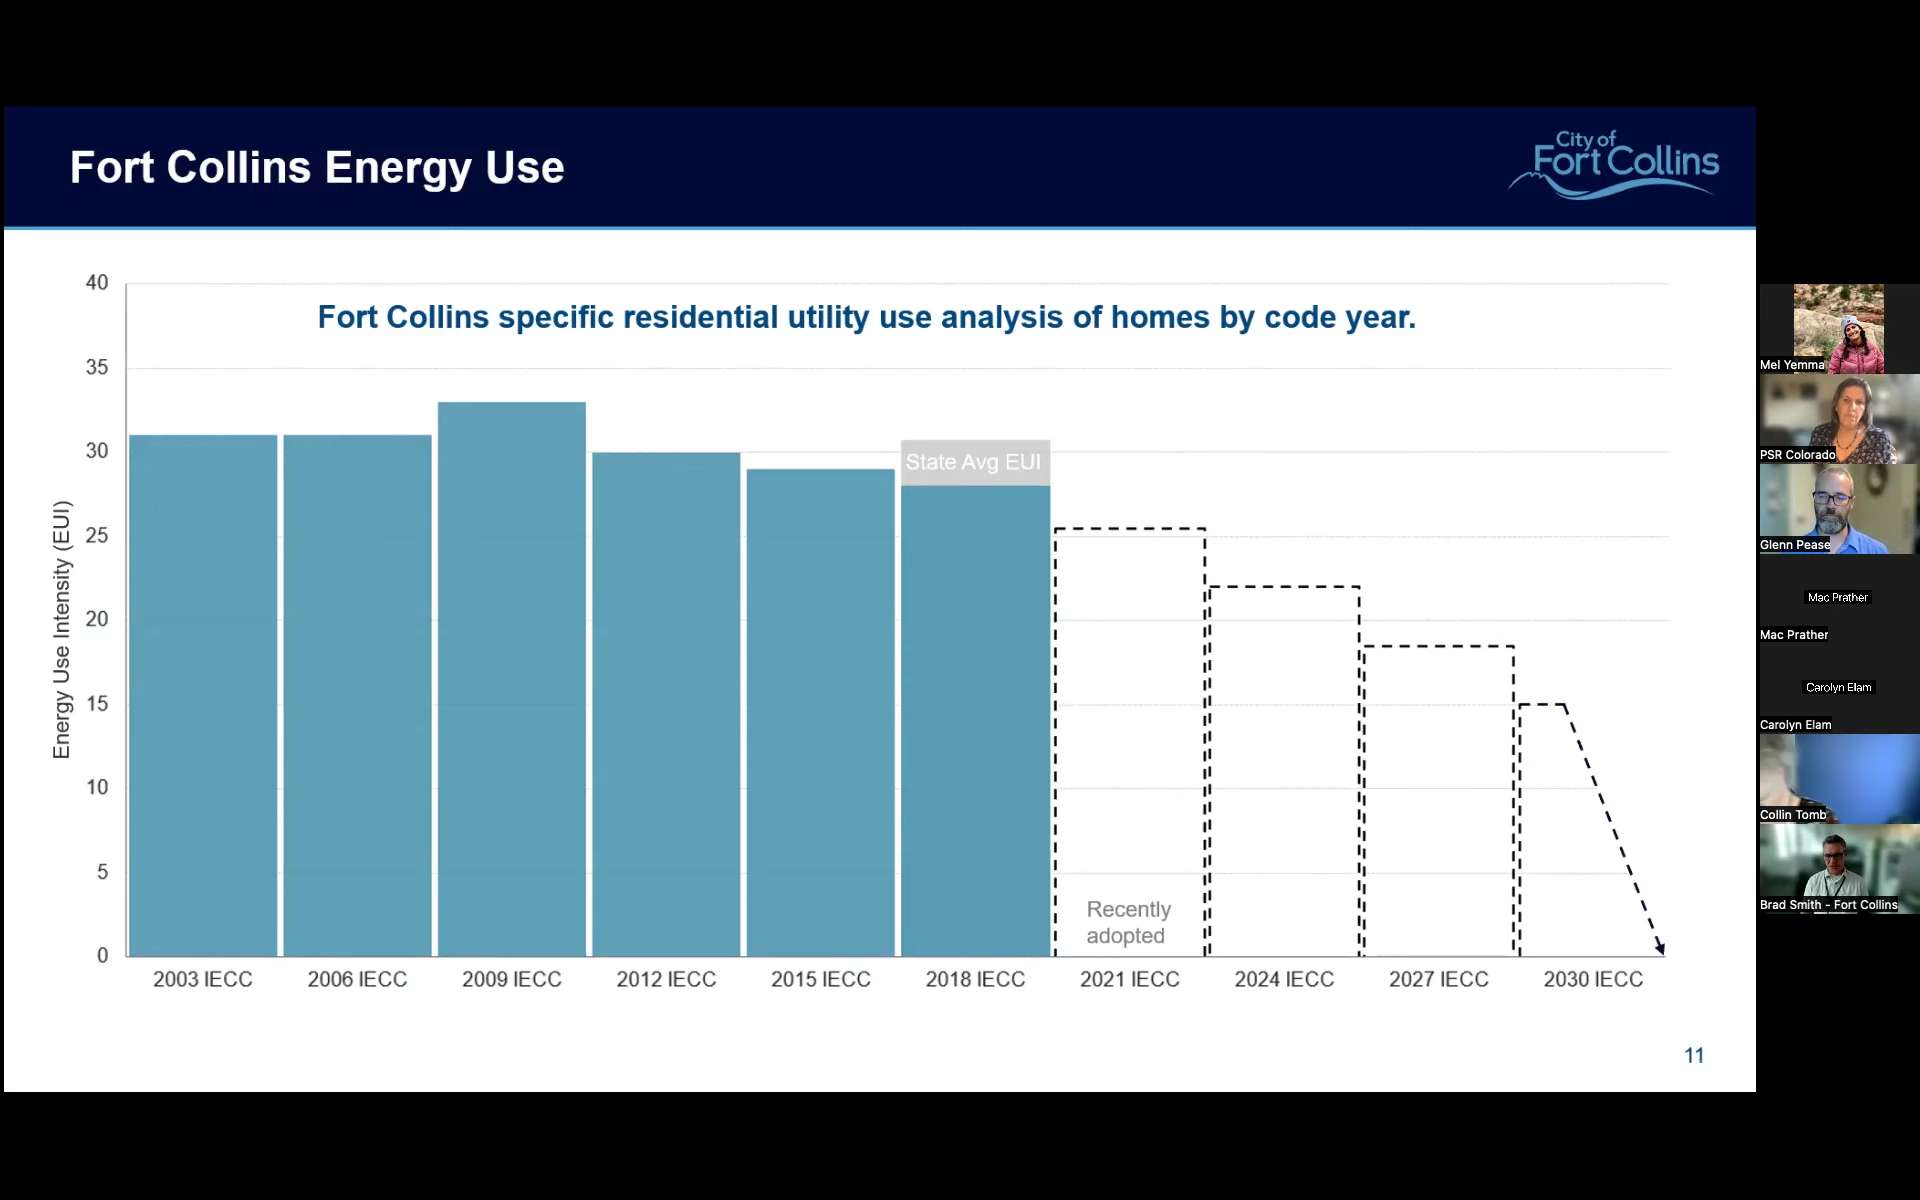 Fort Collins Energy Use
City of
Fort Collins
Fort Collins specific residential utility use analysis of homes by code year.
Energy Use Intensity (EUI)
40
35
30
25
20
15
10
5
0
State Avg EUI
Recently
adopted
2003 IECC
2006 IECC
2009 IECC
2012 IECC
2015 IECC
2018 IECC
2021 IECC
2024 IECC
2027 IECC
2030 IECC
11
Mel Yemma
PSR Colorado
Glenn Pease
Mac Prather
Mac Prather
Carolyn Elam
Carolyn Elam
Collin Tomb
Brad Smith - Fort Collins